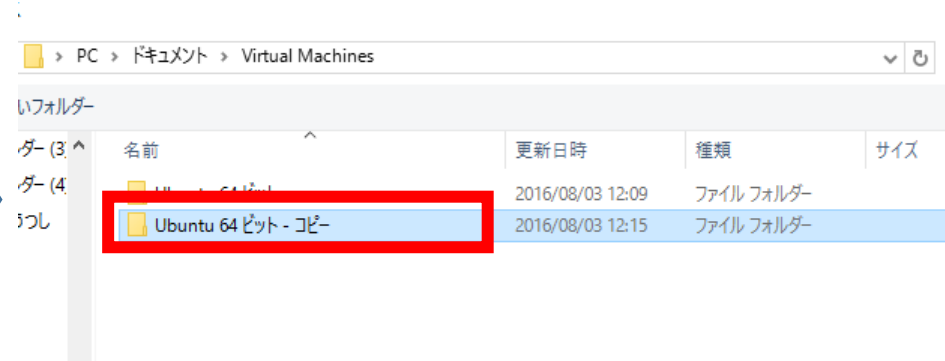 PC › ドキュメント › Virtual Machines
いフォルダー
名前 更新日時 種類 サイズ
ダー (3)
2016/08/03 12:09 ファイル フォルダー
ダー (4)
Ubuntu 64 ビット - コピー 2016/08/03 12:15 ファイル フォルダー
うつし